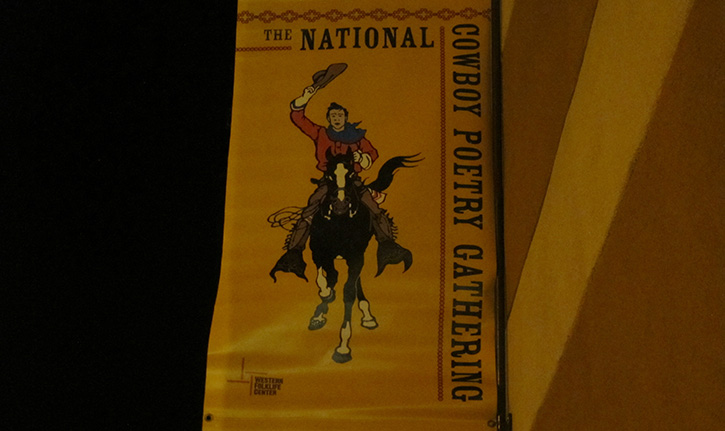 THE NATIONAL
COWBOY POETRY GATHERING
WESTERN
FOLKLIFE
CENTER